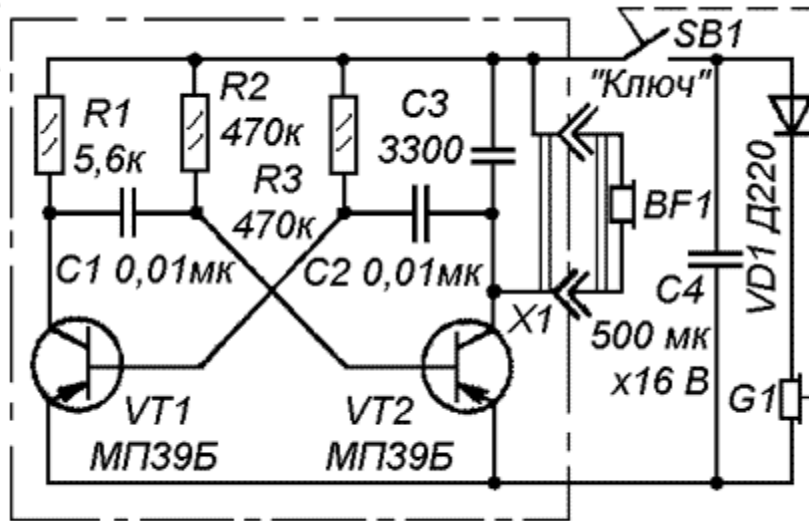 R1
5,6к
R2
470к
R3
470к
C3
3300
C1 0,01мк
C2 0,01мк
VT1
МП39Б
VT2
МП39Б
X1
BF1
SB1
"Ключ"
C4
500 мк
x16 В
VD1 Д220
G1